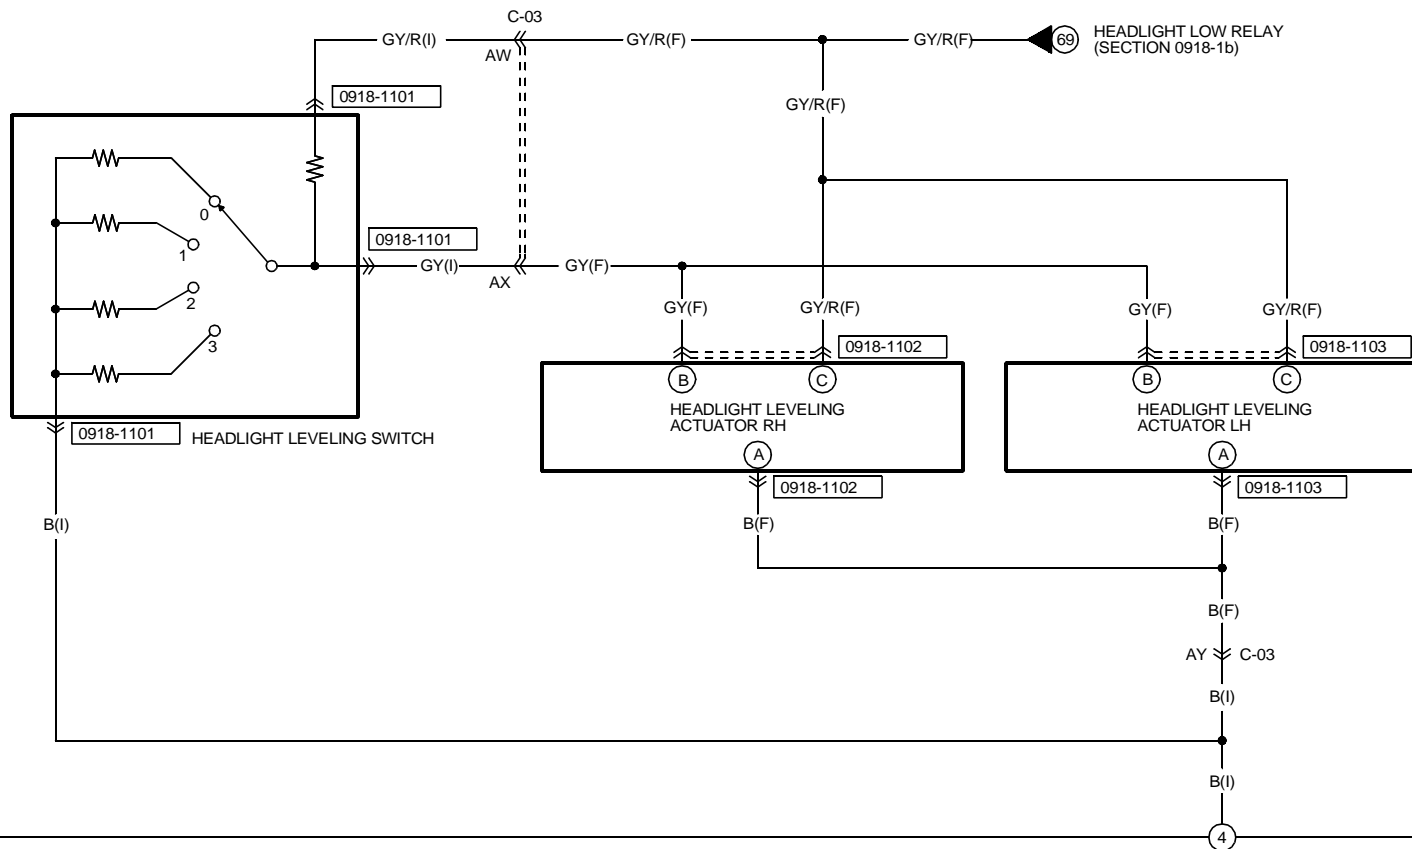 C-03
GY/R(I)
GY/R(F)
GY/R(F)
69
HEADLIGHT LOW RELAY
(SECTION 0918-1b)
AW
0918-1101
GY/R(F)
0
1
2
3
0918-1101
GY(I)
AX
GY(F)
GY(F)
GY/R(F)
GY(F)
GY/R(F)
0918-1102
0918-1103
B
C
B
C
HEADLIGHT LEVELING
ACTUATOR RH
HEADLIGHT LEVELING
ACTUATOR LH
0918-1101
HEADLIGHT LEVELING SWITCH
A
A
0918-1102
0918-1103
B(I)
B(F)
B(F)
B(F)
AY
C-03
B(I)
B(I)
4